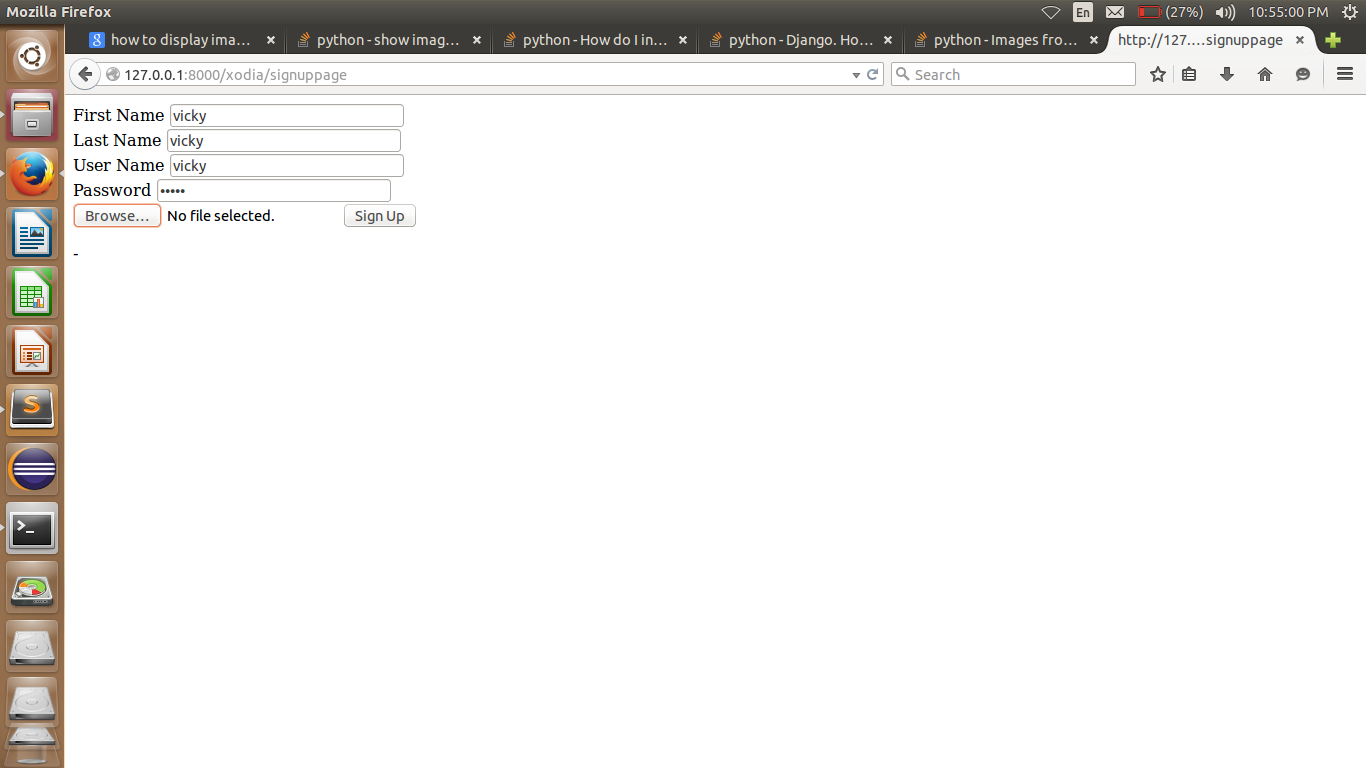 Mozilla Firefox
En
(27%)
10:55:00 PM
how to display ima...
python - show imag...
python - How do I in...
python - Django. Ho...
python - Images fro...
http://127....signuppage
127.0.0.1:8000/xodia/signuppage
Search
First Name vicky
Last Name vicky
User Name vicky
Password •••••
Browse... No file selected. Sign Up
-